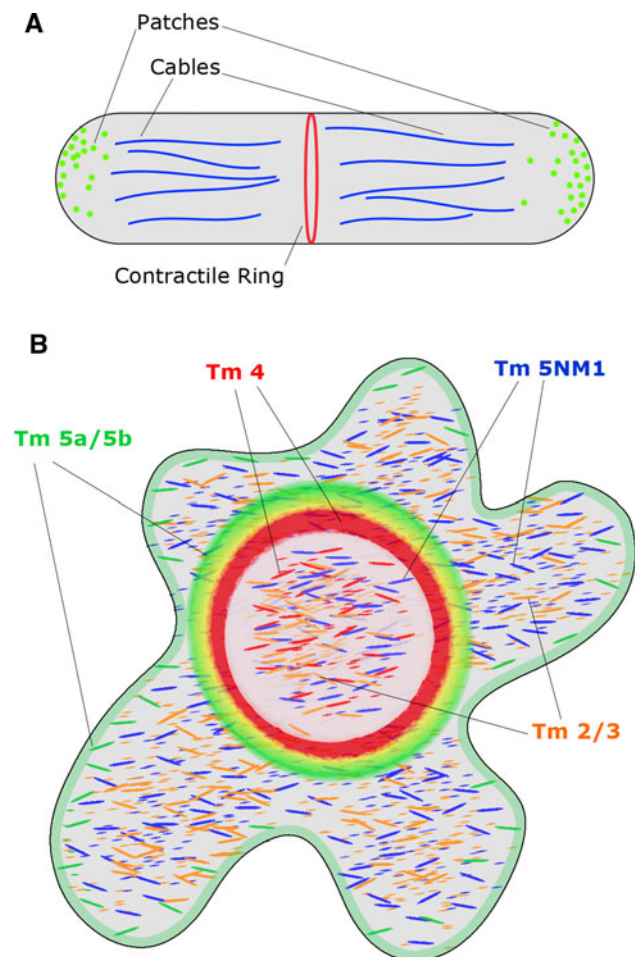 A
Patches
Cables
Contractile Ring
B
Tm 4
Tm 5NM1
Tm 5a/5b
Tm 2/3